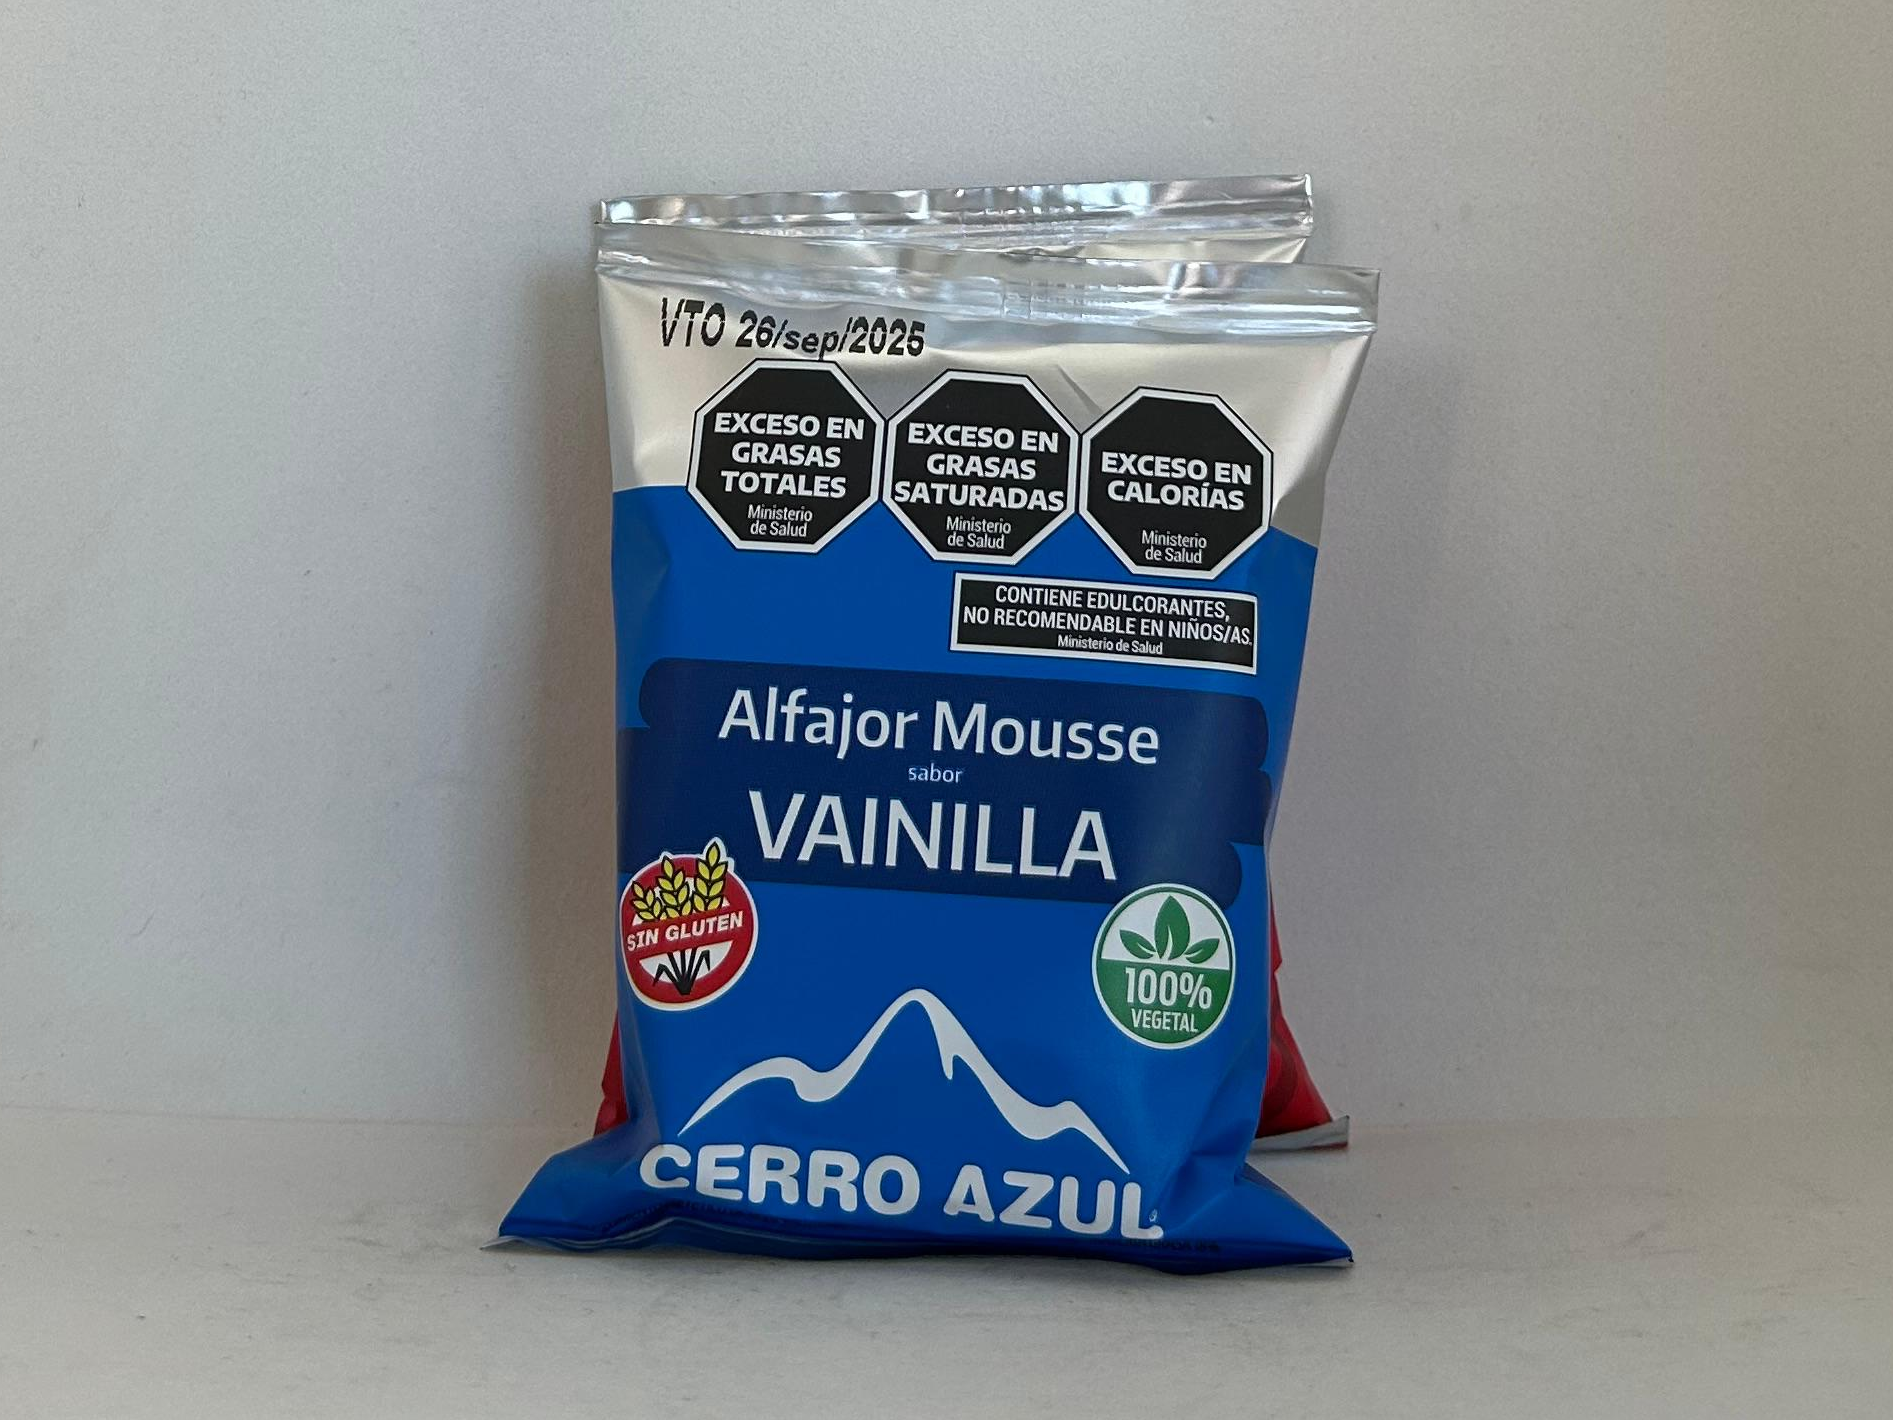 VTO 26/sep/2025
EXCESO EN
GRASAS
TOTALES
Ministerio
de Salud
EXCESO EN
GRASAS
SATURADAS
Ministerio
de Salud
EXCESO EN
CALORÍAS
Ministerio
de Salud
CONTIENE EDULCORANTES,
NO RECOMENDABLE EN NIÑOS/AS.
Ministerio de Salud
Alfajor Mousse
sabor
VAINILLA
SIN GLUTEN
100%
VEGETAL
CERRO AZUL